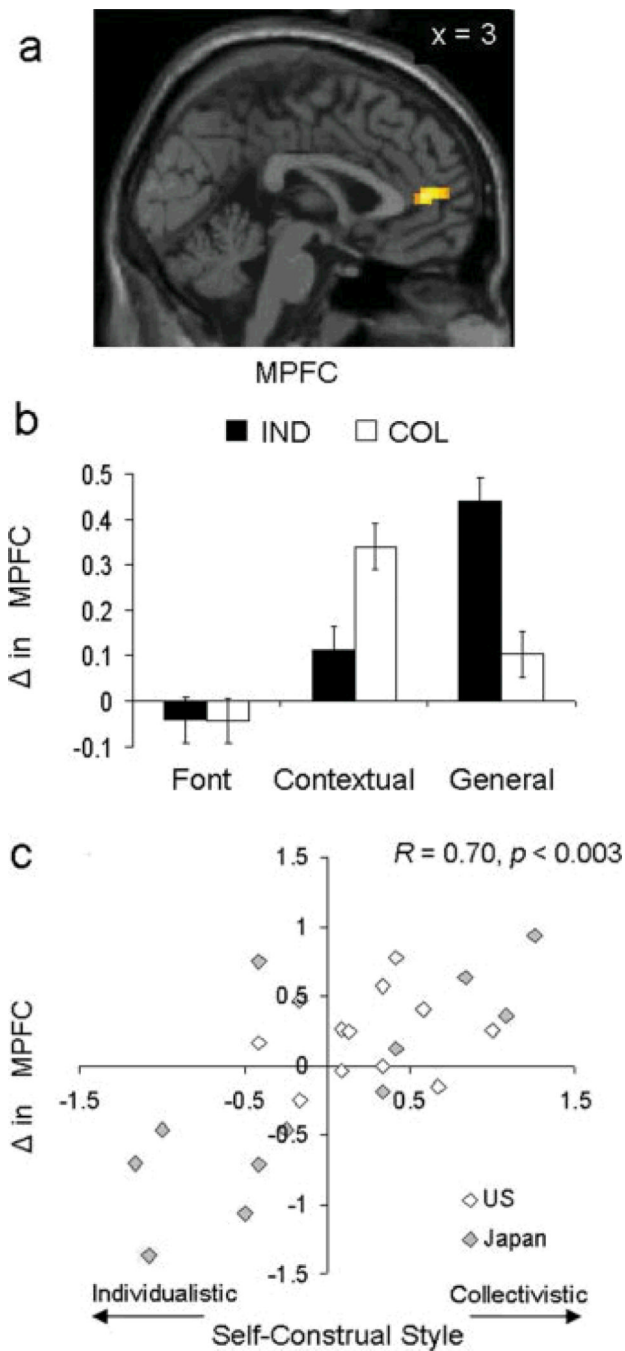 a
x = 3
MPFC
b
IND COL
0.5
0.4
0.3
0.2
0.1
0
-0.1
Δ in MPFC
Font Contextual General
c
R = 0.70, p < 0.003
1.5
1
0.5
0
-1.5 -0.5 0.5 1.5
-0.5
-1
-1.5
Δ in MPFC
US
Japan
Individualistic Collectivistic
Self-Construal Style